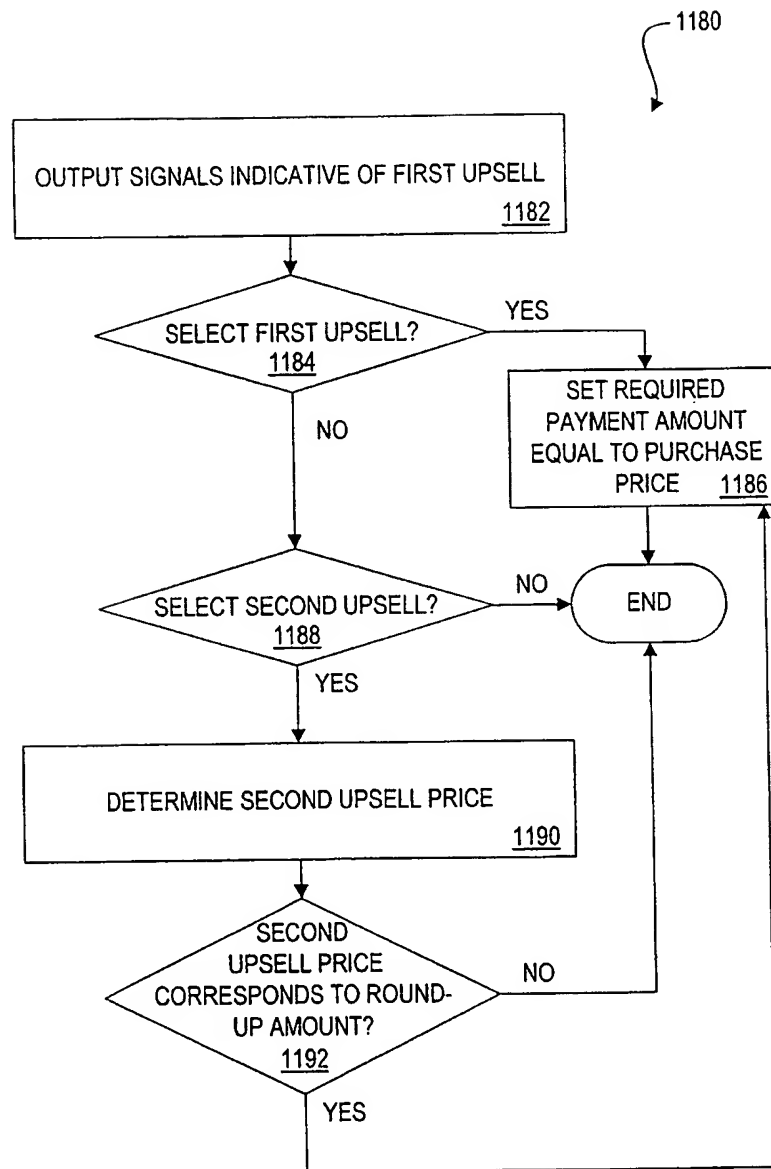 1180
OUTPUT SIGNALS INDICATIVE OF FIRST UPSELL
1182
SELECT FIRST UPSELL?
1184
YES
NO
SET REQUIRED
PAYMENT AMOUNT
EQUAL TO PURCHASE
PRICE 1186
SELECT SECOND UPSELL?
1188
NO
END
YES
DETERMINE SECOND UPSELL PRICE
1190
SECOND
UPSELL PRICE
CORRESPONDS TO ROUND-
UP AMOUNT?
1192
NO
YES